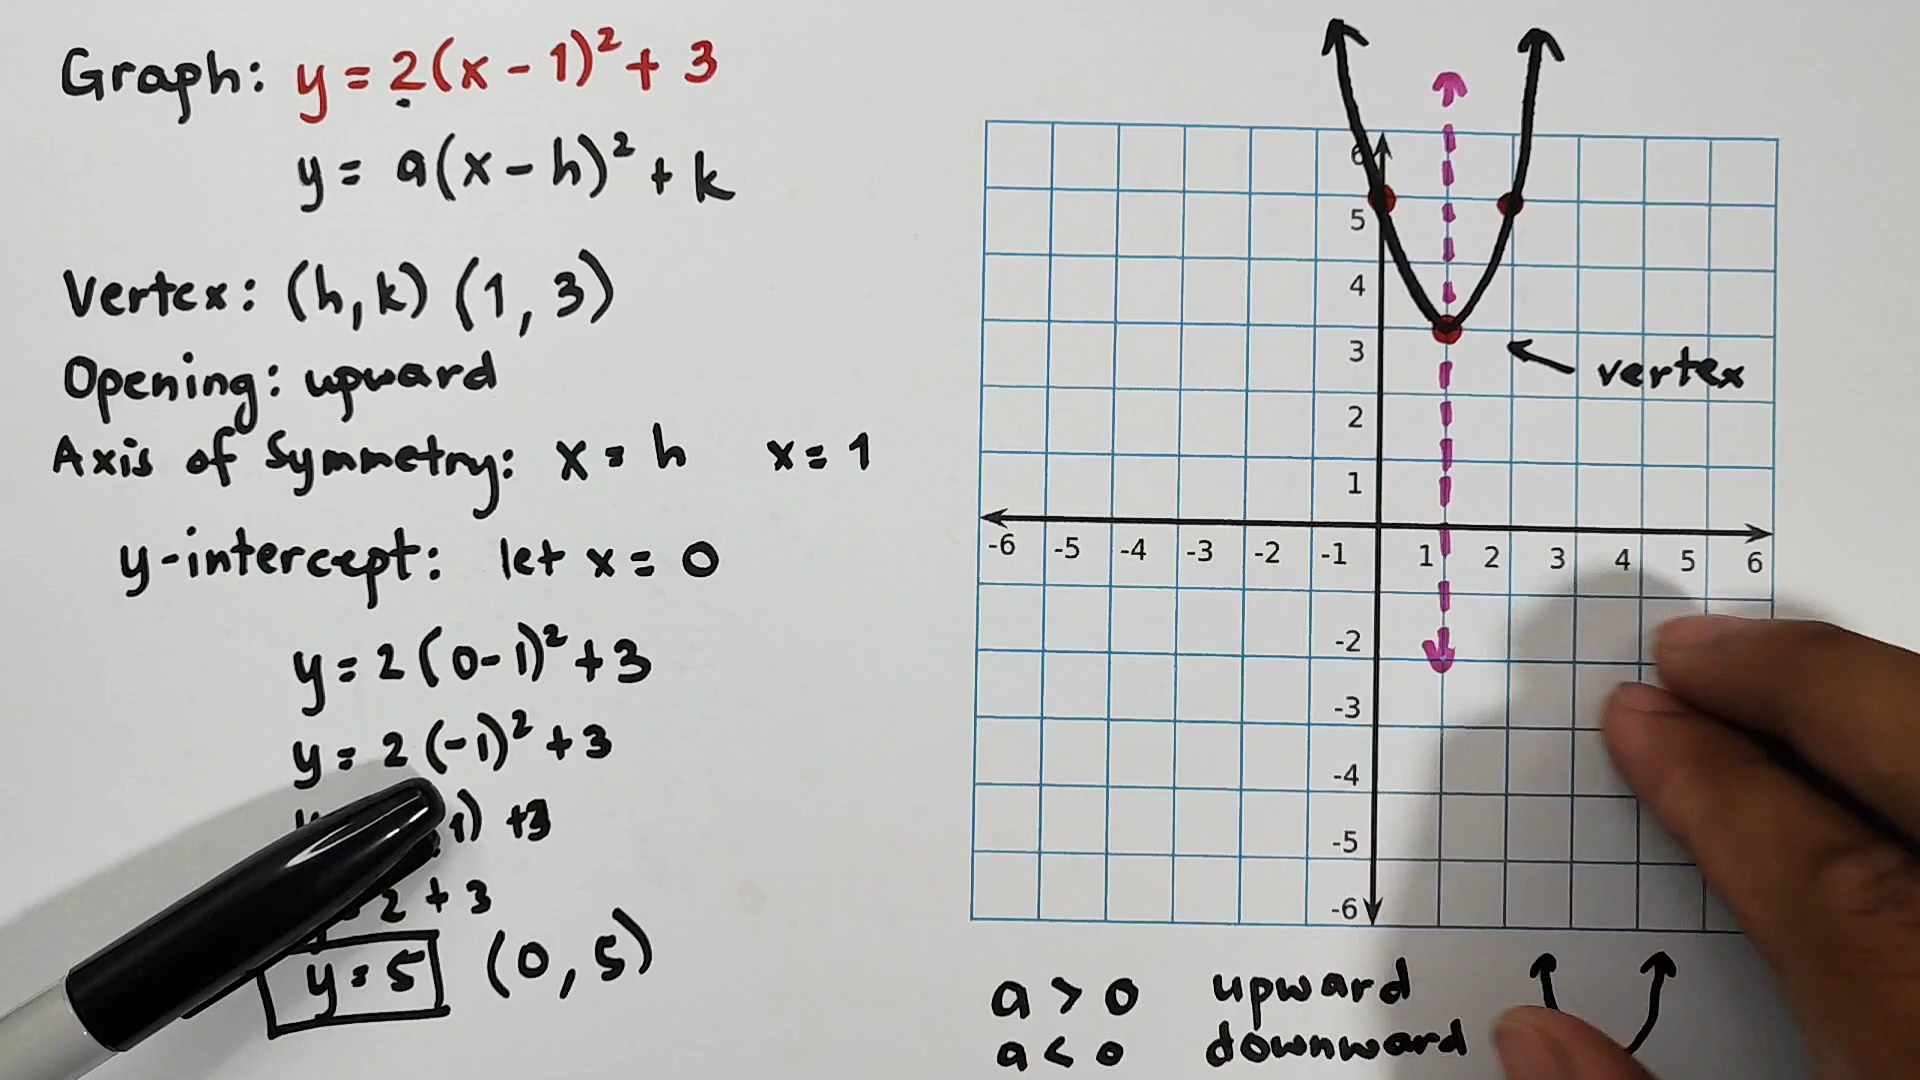 Graph: y = 2(x - 1)² + 3
y = a(x - h)² + k
Vertex: (h, k) (1, 3)
Opening: upward
Axis of Symmetry: x = h x = 1
y-intercept: let x = 0
y = 2(0-1)² + 3
y = 2(-1)² + 3
1) +3
2 + 3
y = 5 (0, 5)
6
5
4
3
2
1
vertex
-6 -5 -4 -3 -2 -1 1 2 3 4 5 6
-2
-3
-4
-5
-6
a > 0 upward
a < 0 downward